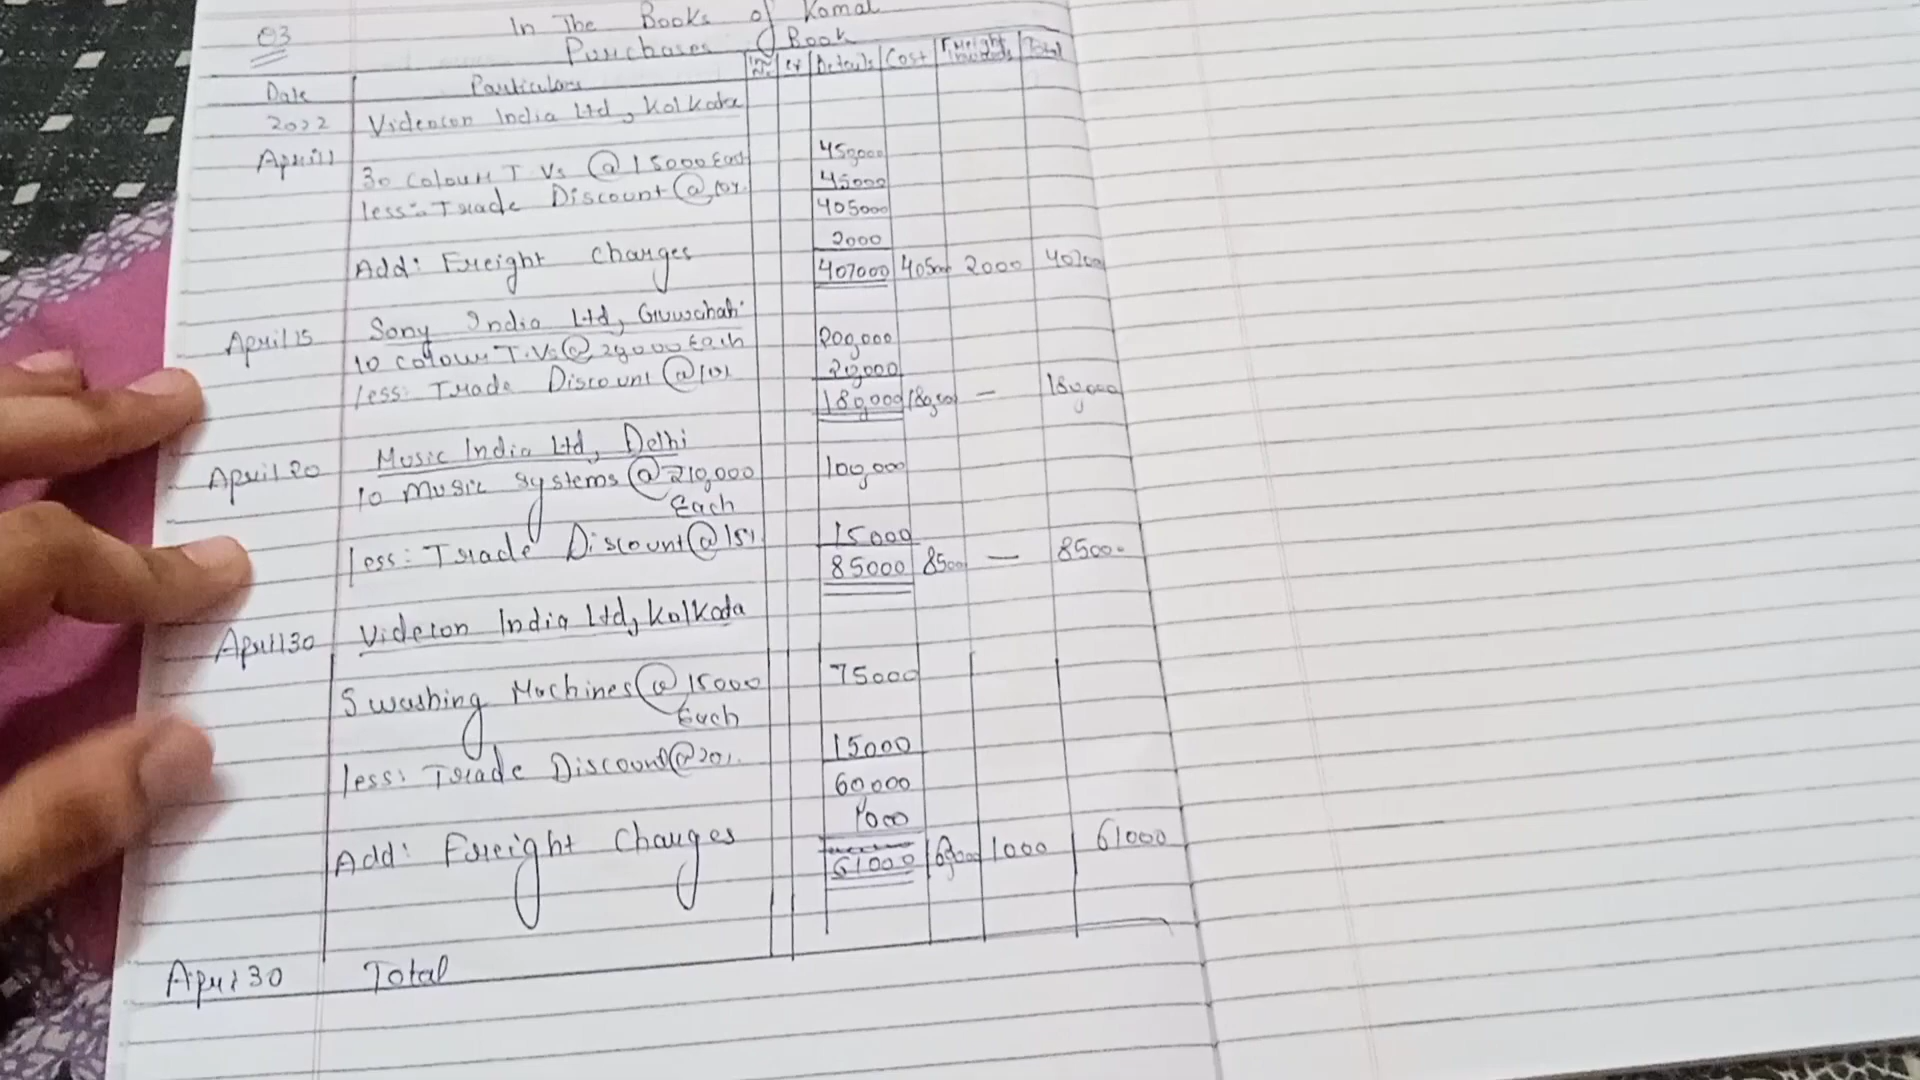 Q3
In The Books of Komal
Purchases Book
Date Particulars Details Cost Freight Total
2022 Videocon India Ltd, Kolkata
April 1
30 Colour T.Vs @ 15000 Each 450000
less: Trade Discount @ 10% 45000
405000
2000
Add: Freight Charges 407000 405000 2000 407000
April 15 Sony India Ltd, Guwahati
10 Colour T.Vs @ 20000 Each 200,000
less: Trade Discount @ 10% 20,000
180,000 180,000 — 180,000
April 20 Music India Ltd, Delhi
10 Music Systems @ ₹10,000 100,000
Each
less: Trade Discount @ 15% 15000
85000 85000 — 85000
April 30 Videcon India Ltd, Kolkada
5 washing Machines @ 15000 75000
Each
less: Trade Discount @ 20% 15000
60000
1000
Add: Freight Charges 61000 60000 1000 61000
April 30 Total